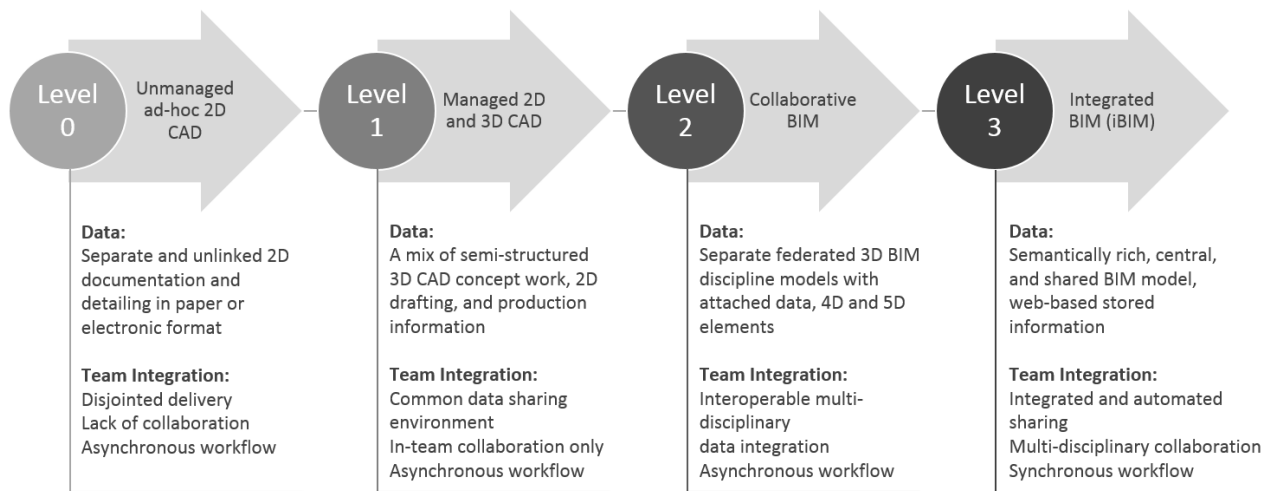 Level
0
Unmanaged
ad-hoc 2D
CAD
Data:
Separate and unlinked 2D
documentation and
detailing in paper or
electronic format
Team Integration:
Disjointed delivery
Lack of collaboration
Asynchronous workflow
Level
1
Managed 2D
and 3D CAD
Data:
A mix of semi-structured
3D CAD concept work, 2D
drafting, and production
information
Team Integration:
Common data sharing
environment
In-team collaboration only
Asynchronous workflow
Level
2
Collaborative
BIM
Data:
Separate federated 3D BIM
discipline models with
attached data, 4D and 5D
elements
Team Integration:
Interoperable multi-
disciplinary
data integration
Asynchronous workflow
Level
3
Integrated
BIM (iBIM)
Data:
Semantically rich, central,
and shared BIM model,
web-based stored
information
Team Integration:
Integrated and automated
sharing
Multi-disciplinary collaboration
Synchronous workflow